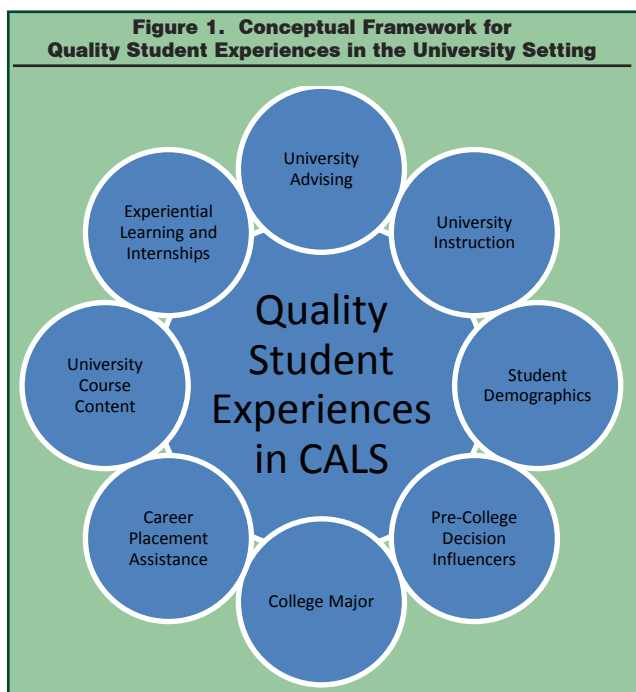 Figure 1. Conceptual Framework for
Quality Student Experiences in the University Setting
University
Advising
University
Instruction
Student
Demographics
Pre-College
Decision
Influencers
College Major
Career
Placement
Assistance
University
Course
Content
Experiential
Learning and
Internships
Quality
Student
Experiences
in CALS